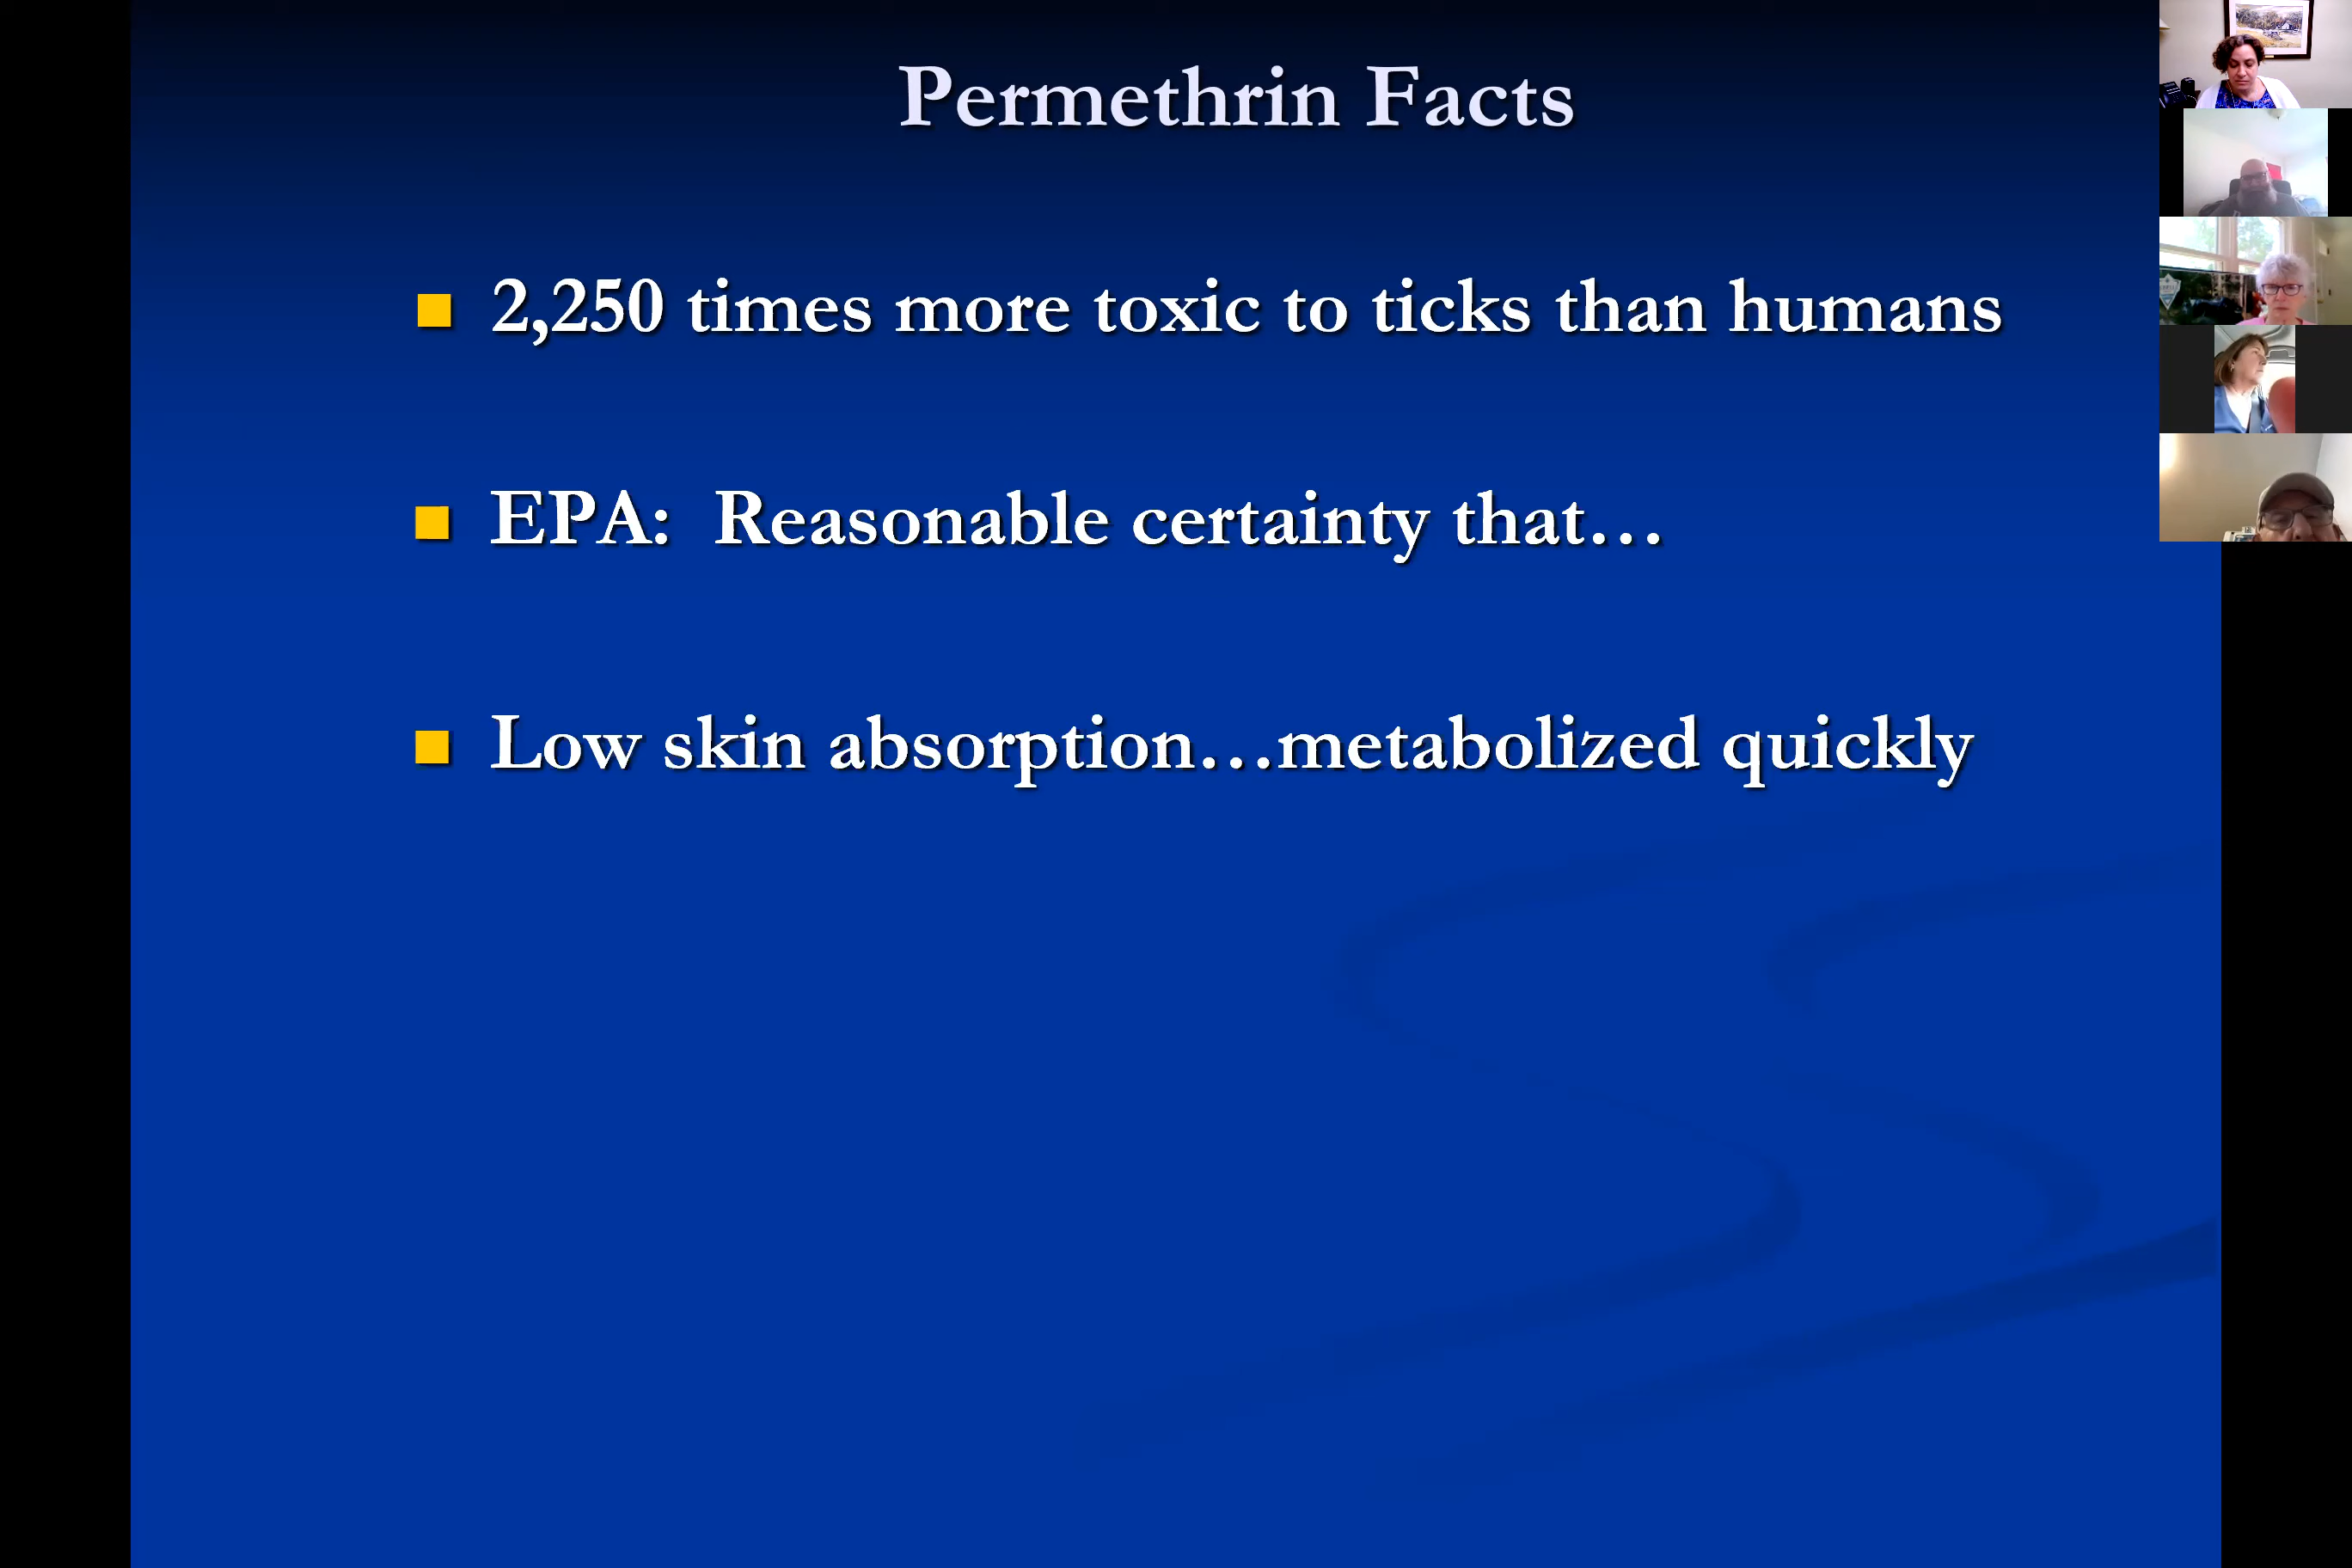 Permethrin Facts
2,250 times more toxic to ticks than humans
EPA: Reasonable certainty that…
Low skin absorption…metabolized quickly